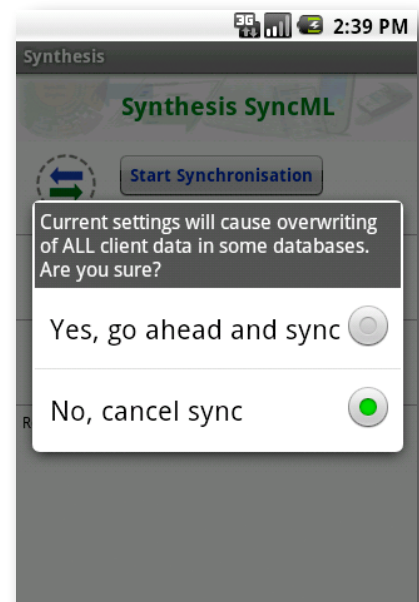 3G 2:39 PM
Synthesis
Synthesis SyncML
Start Synchronisation
Current settings will cause overwriting
of ALL client data in some databases.
Are you sure?
Yes, go ahead and sync
No, cancel sync
R